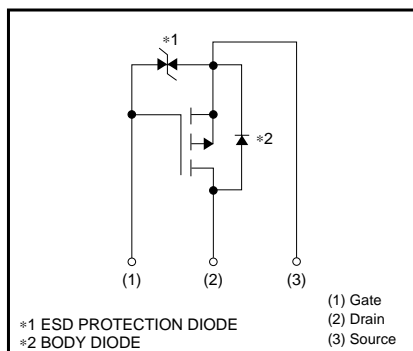 ∗1
∗2
(1)
(2)
(3)
∗1 ESD PROTECTION DIODE
∗2 BODY DIODE
(1) Gate
(2) Drain
(3) Source